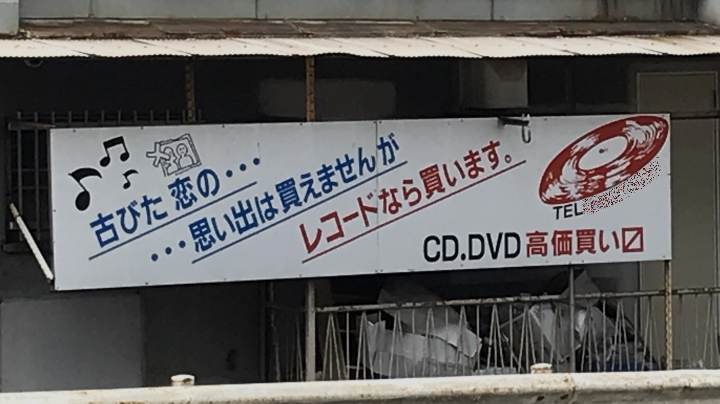 古びた 恋の・・・
・・・思い出は買えませんが
レコードなら買います。
TEL
CD.DVD 高価買い〼